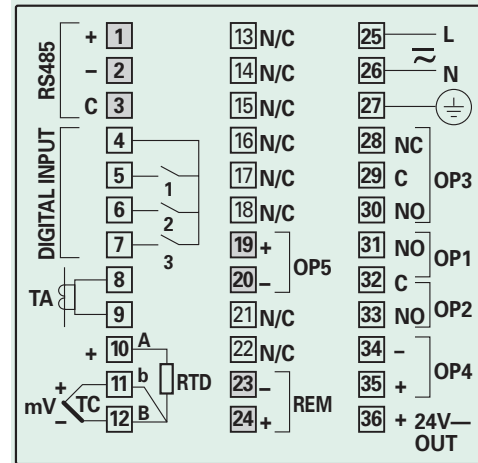 RS485
+ 1
– 2
C 3
DIGITAL INPUT
4
5
1
6
2
7
3
TA
8
9
+ 10 A
11 b
RTD
mV + – TC
12 B
13 N/C
14 N/C
15 N/C
16 N/C
17 N/C
18 N/C
19 +
20 –
OP5
21 N/C
22 N/C
23 –
24 +
REM
25 L
26 N
27
28 NC
29 C
30 NO
OP3
31 NO
OP1
32 C
33 NO
OP2
34 –
35 +
OP4
36 + 24V
OUT